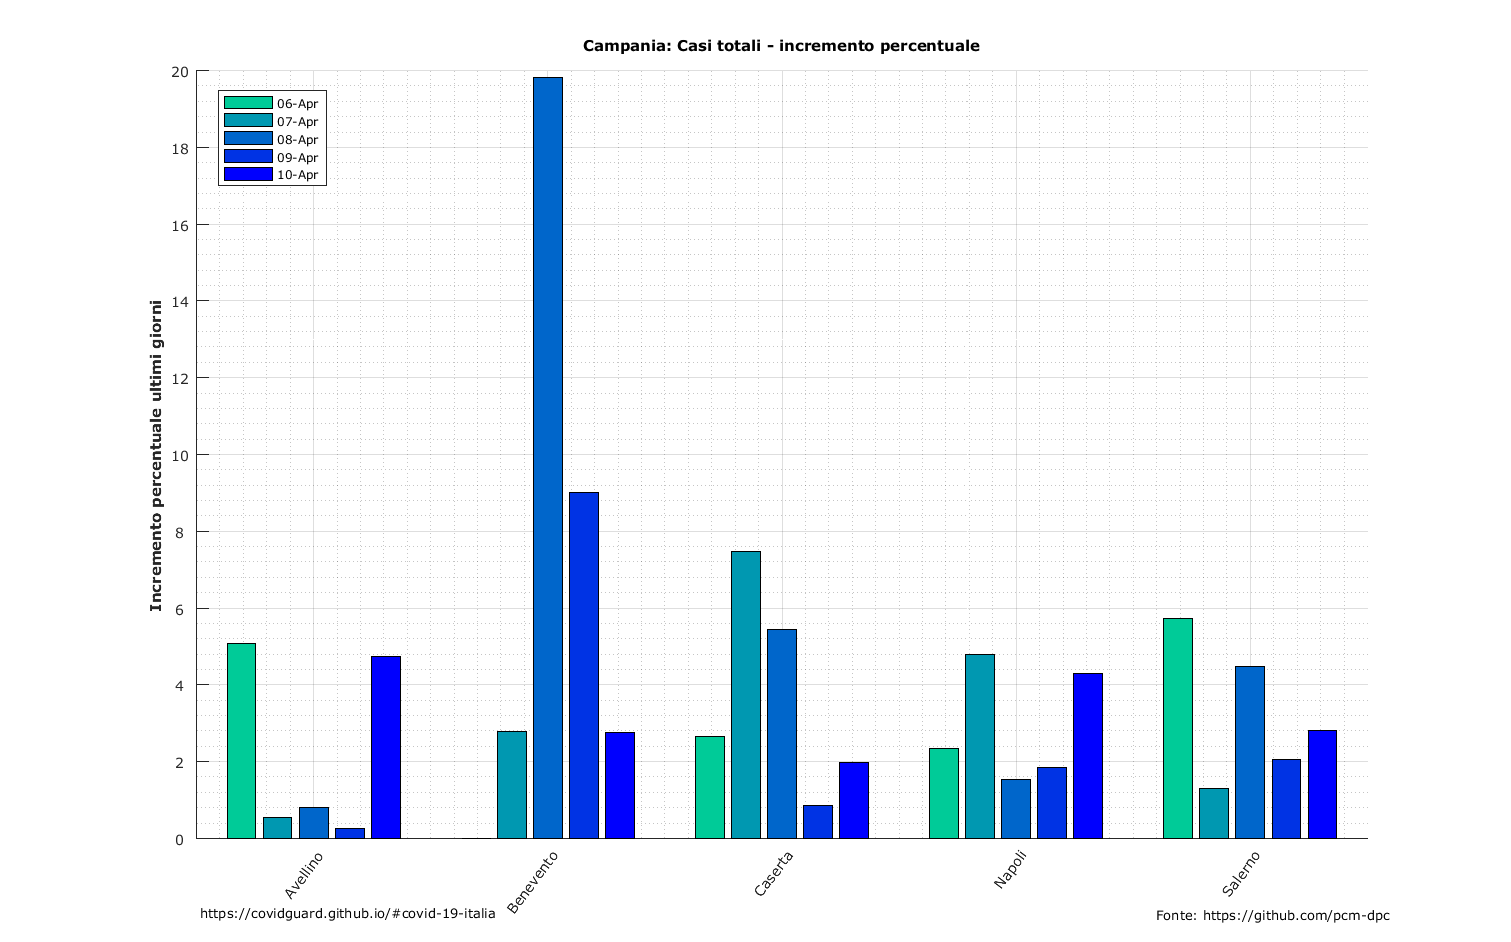 Campania: Casi totali - incremento percentuale
Incremento percentuale ultimi giorni
20
18
16
14
12
10
8
6
4
2
0
06-Apr
07-Apr
08-Apr
09-Apr
10-Apr
Avellino
Benevento
Caserta
Napoli
Salerno
https://covidguard.github.io/#covid-19-italia
Fonte: https://github.com/pcm-dpc